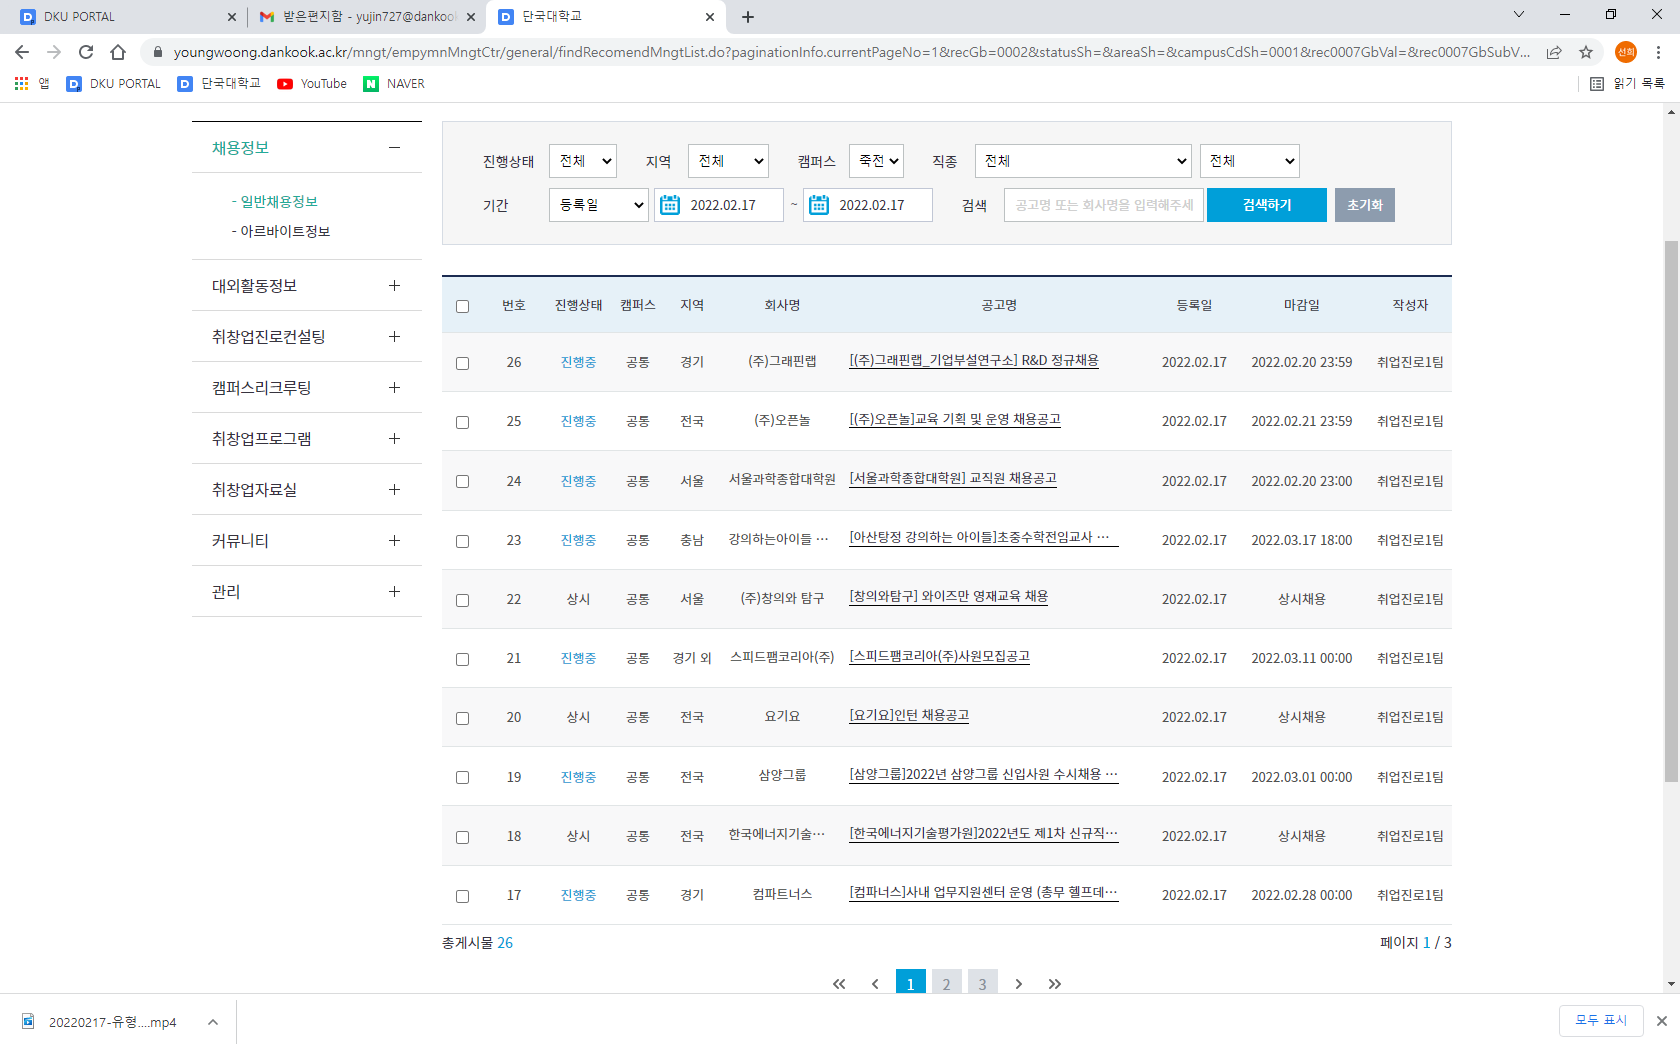 DKU PORTAL
받은편지함 - yujin727@dankook
단국대학교
youngwoong.dankook.ac.kr/mngt/empymnMngtCtr/general/findRecomendMngtList.do?paginationInfo.currentPageNo=1&recGb=0002&statusSh=&areaSh=&campusCdSh=0001&rec0007GbVal=&rec0007GbSubV...
선희
앱 DKU PORTAL 단국대학교 YouTube NAVER 읽기 목록
채용정보
- 일반채용정보
- 아르바이트정보
대외활동정보
취창업진로컨설팅
캠퍼스리크루팅
취창업프로그램
취창업자료실
커뮤니티
관리
진행상태 전체 지역 전체 캠퍼스 죽전 직종 전체 전체
기간 등록일 2022.02.17 ~ 2022.02.17 검색 공고명 또는 회사명을 입력해주세 검색하기 초기화
번호 진행상태 캠퍼스 지역 회사명 공고명 등록일 마감일 작성자
26 진행중 공통 경기 (주)그래핀랩 [(주)그래핀랩_기업부설연구소] R&D 정규채용 2022.02.17 2022.02.20 23:59 취업진로1팀
25 진행중 공통 전국 (주)오픈놀 [(주)오픈놀]교육 기획 및 운영 채용공고 2022.02.17 2022.02.21 23:59 취업진로1팀
24 진행중 공통 서울 서울과학종합대학원 [서울과학종합대학원] 교직원 채용공고 2022.02.17 2022.02.20 23:00 취업진로1팀
23 진행중 공통 충남 강의하는아이들 ··· [아산탕정 강의하는 아이들]초중수학전임교사 ··· 2022.02.17 2022.03.17 18:00 취업진로1팀
22 상시 공통 서울 (주)창의와 탐구 [창의와탐구] 와이즈만 영재교육 채용 2022.02.17 상시채용 취업진로1팀
21 진행중 공통 경기 외 스피드팸코리아(주) [스피드팸코리아(주)사원모집공고 2022.02.17 2022.03.11 00:00 취업진로1팀
20 상시 공통 전국 요기요 [요기요]인턴 채용공고 2022.02.17 상시채용 취업진로1팀
19 진행중 공통 전국 삼양그룹 [삼양그룹]2022년 삼양그룹 신입사원 수시채용 ··· 2022.02.17 2022.03.01 00:00 취업진로1팀
18 상시 공통 전국 한국에너지기술··· [한국에너지기술평가원]2022년도 제1차 신규직··· 2022.02.17 상시채용 취업진로1팀
17 진행중 공통 경기 컴파트너스 [컴파너스]사내 업무지원센터 운영 (총무 헬프데··· 2022.02.17 2022.02.28 00:00 취업진로1팀
총게시물 26 페이지 1 / 3
1 2 3
20220217-유형....mp4 모두 표시